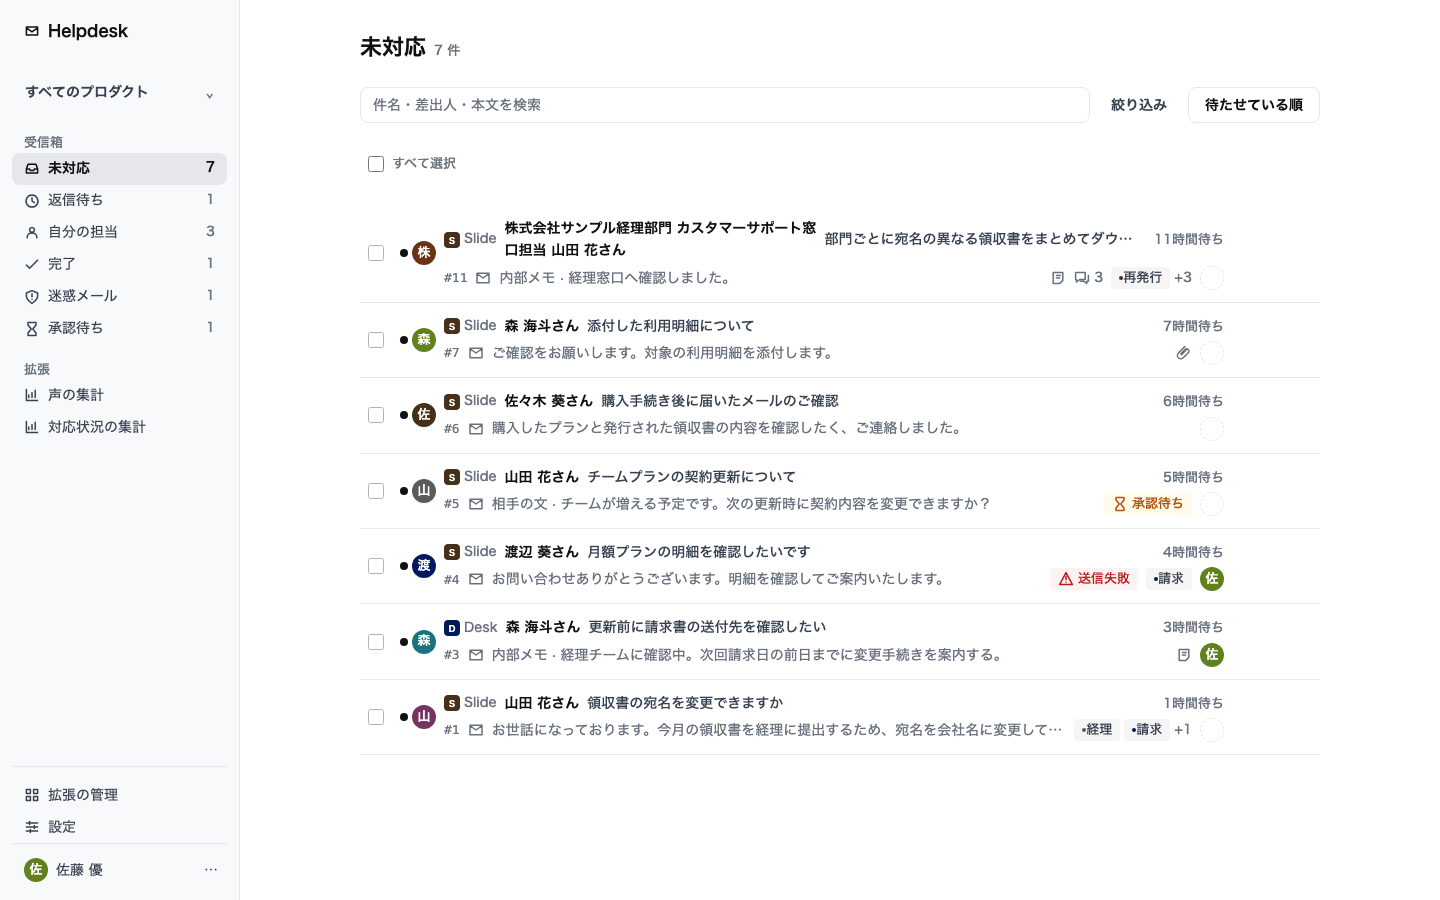 Helpdesk
すべてのプロダクト
受信箱
未対応 7
返信待ち 1
自分の担当 3
完了 1
迷惑メール 1
承認待ち 1
拡張
声の集計
対応状況の集計
拡張の管理
設定
佐 佐藤 優 …
未対応 7 件
件名・差出人・本文を検索 絞り込み 待たせている順
すべて選択
株 S Slide 株式会社サンプル経理部門 カスタマーサポート窓口担当 山田 花さん 部門ごとに宛名の異なる領収書をまとめてダウ… 11時間待ち
#11 内部メモ · 経理窓口へ確認しました。 3 •再発行 +3
森 S Slide 森 海斗さん 添付した利用明細について 7時間待ち
#7 ご確認をお願いします。対象の利用明細を添付します。
佐 S Slide 佐々木 葵さん 購入手続き後に届いたメールのご確認 6時間待ち
#6 購入したプランと発行された領収書の内容を確認したく、ご連絡しました。
山 S Slide 山田 花さん チームプランの契約更新について 5時間待ち
#5 相手の文 · チームが増える予定です。次の更新時に契約内容を変更できますか？ 承認待ち
渡 S Slide 渡辺 葵さん 月額プランの明細を確認したいです 4時間待ち
#4 お問い合わせありがとうございます。明細を確認してご案内いたします。 送信失敗 •請求 佐
森 D Desk 森 海斗さん 更新前に請求書の送付先を確認したい 3時間待ち
#3 内部メモ · 経理チームに確認中。次回請求日の前日までに変更手続きを案内する。 佐
山 S Slide 山田 花さん 領収書の宛名を変更できますか 1時間待ち
#1 お世話になっております。今月の領収書を経理に提出するため、宛名を会社名に変更して… •経理 •請求 +1